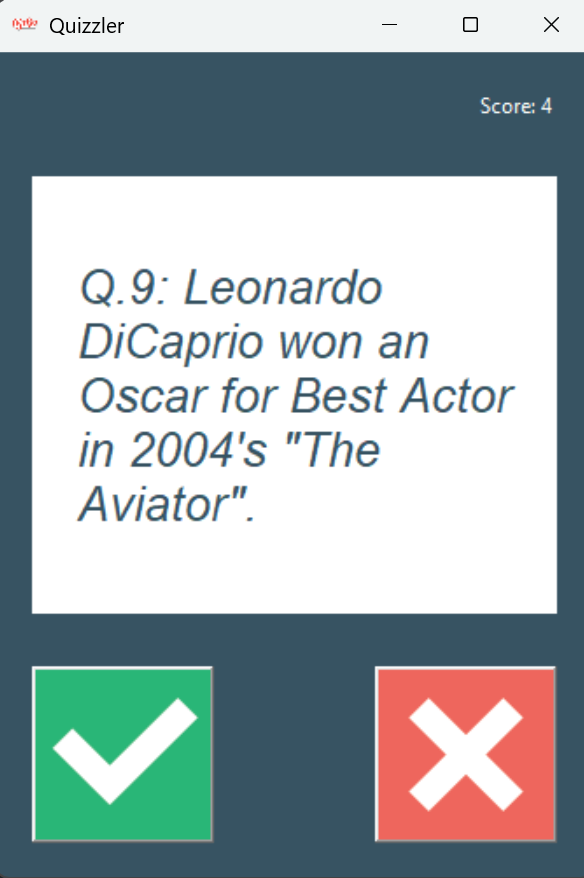 Quizzler
Score: 4
Q.9: Leonardo
DiCaprio won an
Oscar for Best Actor
in 2004's "The
Aviator".